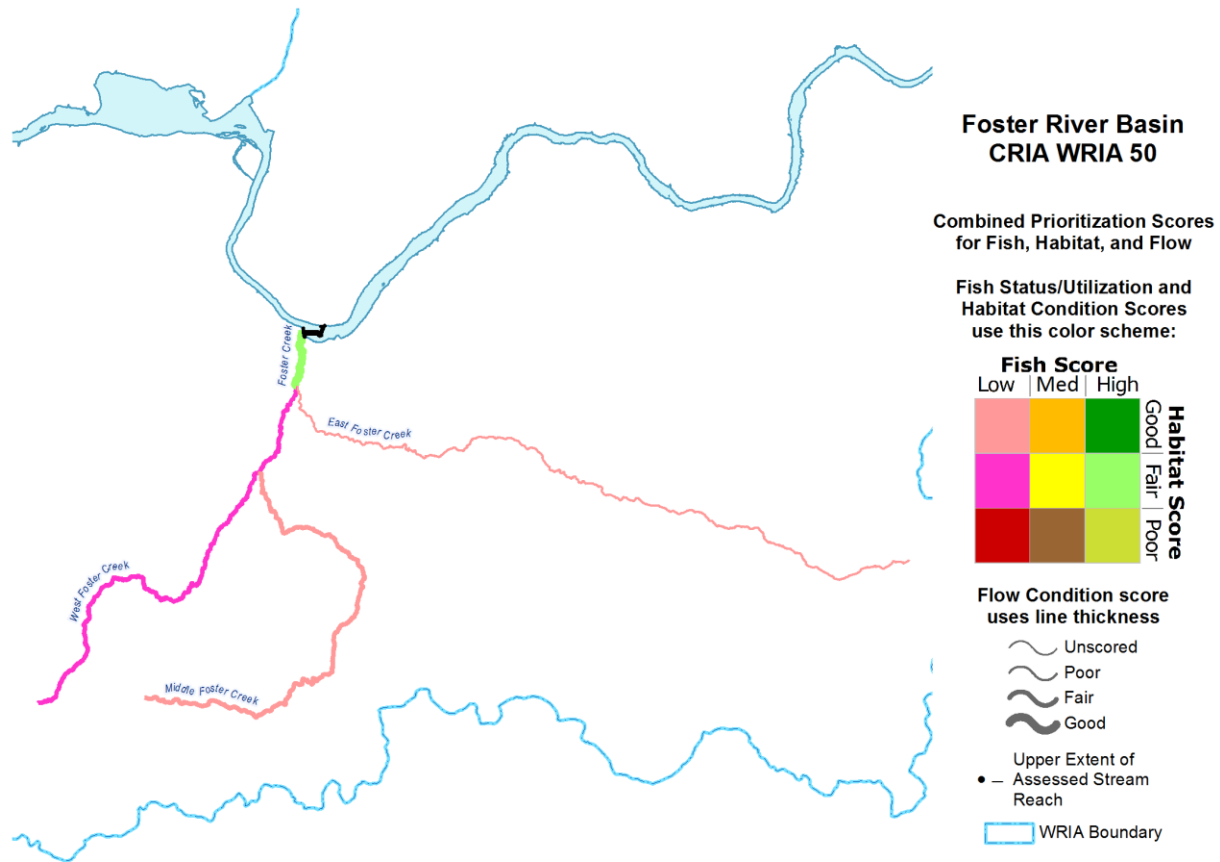 Foster River Basin
CRIA WRIA 50
Combined Prioritization Scores
for Fish, Habitat, and Flow
Fish Status/Utilization and
Habitat Condition Scores
use this color scheme:
Fish Score
Low | Med | High
Good | Fair | Poor
Habitat Score
Flow Condition score
uses line thickness
Unscored
Poor
Fair
Good
Upper Extent of
Assessed Stream
Reach
WRIA Boundary
Foster Creek
East Foster Creek
West Foster Creek
Middle Foster Creek